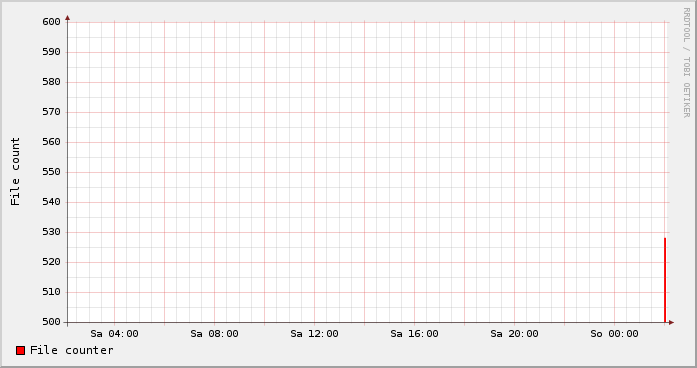 RRDTOOL / TOBI OETIKER
File count
600
590
580
570
560
550
540
530
520
510
500
Sa 04:00 Sa 08:00 Sa 12:00 Sa 16:00 Sa 20:00 So 00:00
File counter